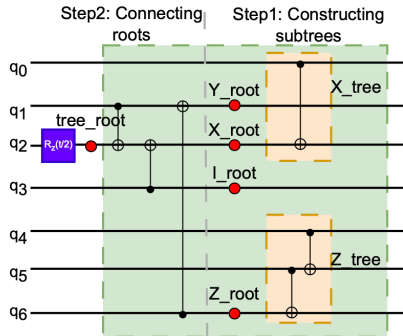 Step2: Connecting roots
Step1: Constructing subtrees
q0
Y_root
X_tree
q1
tree_root
X_root
q2
Rz(t/2)
I_root
q3
q4
Z_tree
q5
Z_root
q6